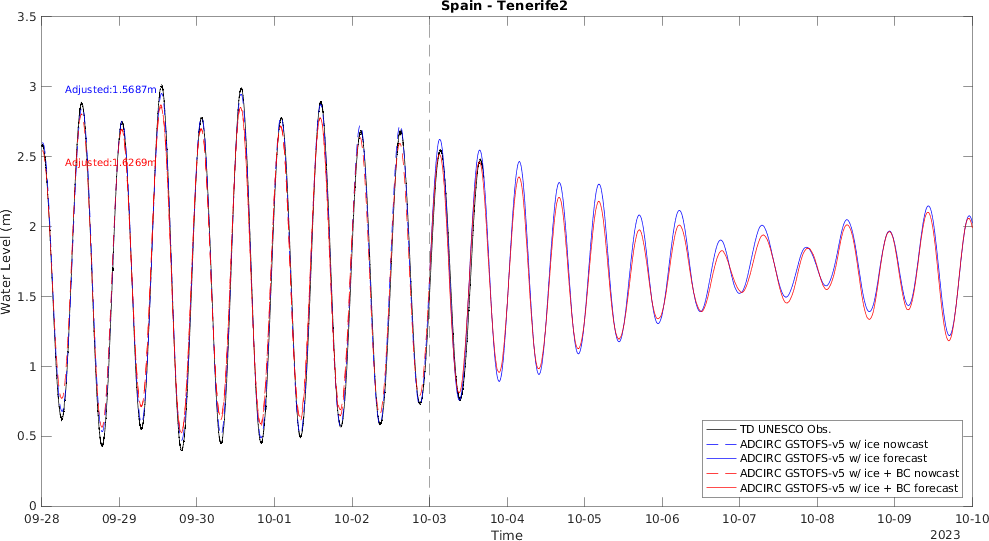 Spain - Tenerife2
3.5
3
2.5
2
1.5
1
0.5
0
Water Level (m)
Adjusted:1.5687m
Adjusted:1.6269m
TD UNESCO Obs.
ADCIRC GSTOFS-v5 w/ ice nowcast
ADCIRC GSTOFS-v5 w/ ice forecast
ADCIRC GSTOFS-v5 w/ ice + BC nowcast
ADCIRC GSTOFS-v5 w/ ice + BC forecast
09-28 09-29 09-30 10-01 10-02 10-03 10-04 10-05 10-06 10-07 10-08 10-09 10-10
Time
2023